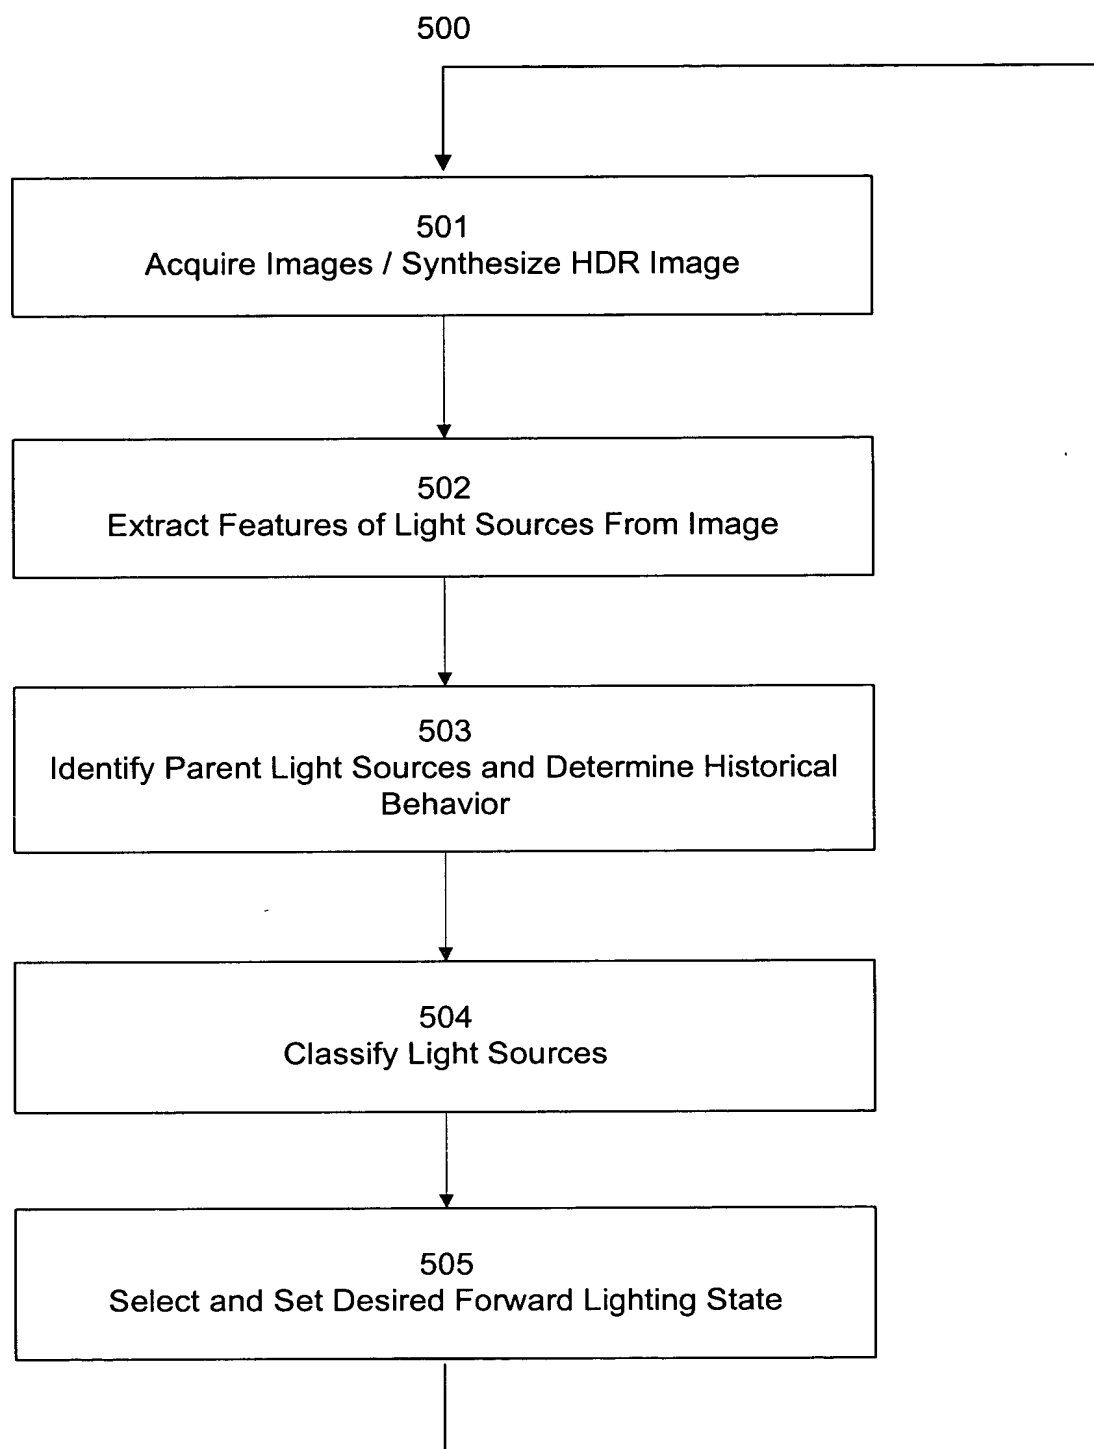 500
501
Acquire Images / Synthesize HDR Image
502
Extract Features of Light Sources From Image
503
Identify Parent Light Sources and Determine Historical
Behavior
504
Classify Light Sources
505
Select and Set Desired Forward Lighting State